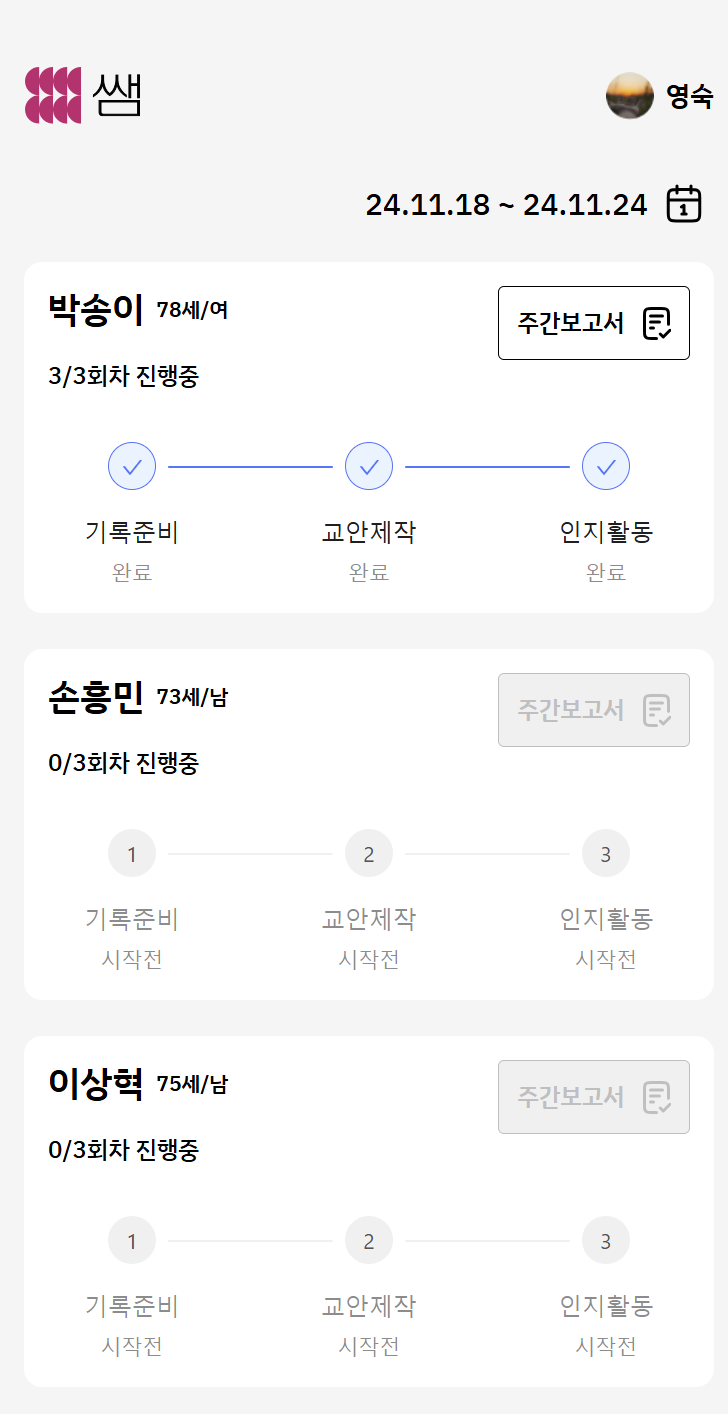 쌤
영숙
24.11.18 ~ 24.11.24
1
박송이 78세/여
주간보고서
3/3회차 진행중
기록준비 교안제작 인지활동
완료 완료 완료
손흥민 73세/남
주간보고서
0/3회차 진행중
1 2 3
기록준비 교안제작 인지활동
시작전 시작전 시작전
이상혁 75세/남
주간보고서
0/3회차 진행중
1 2 3
기록준비 교안제작 인지활동
시작전 시작전 시작전